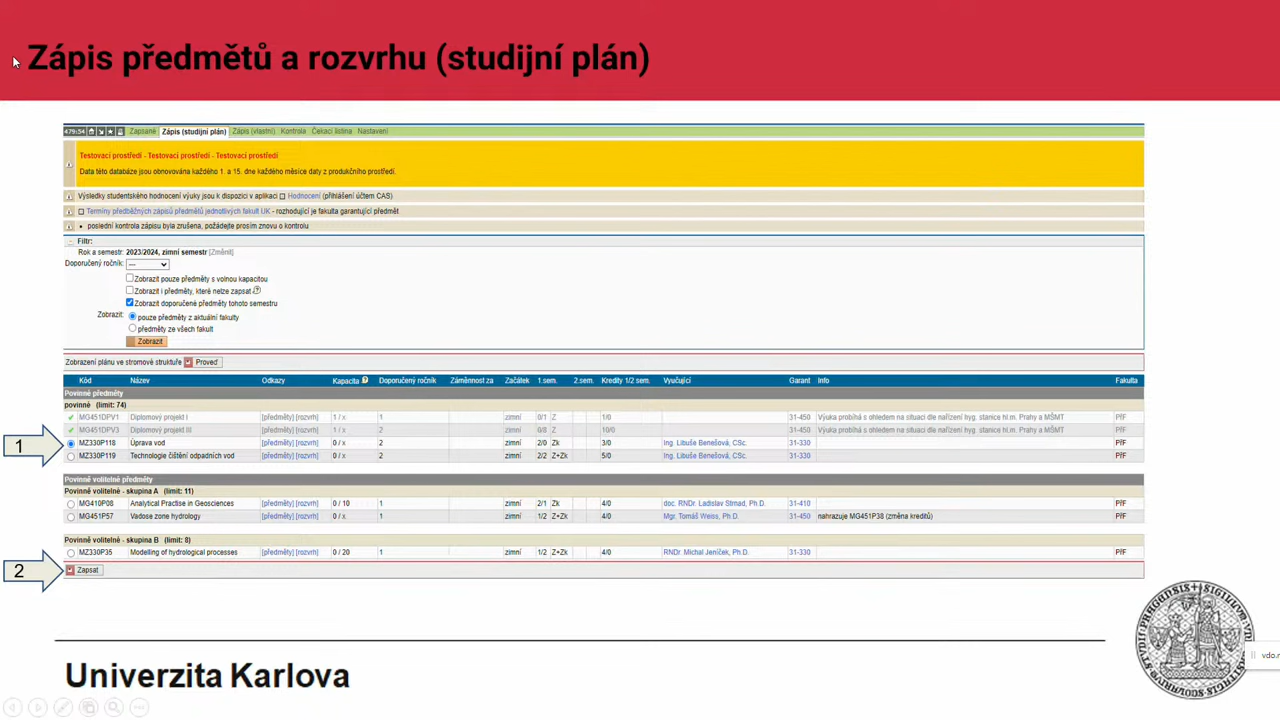 Zápis předmětů a rozvrhu (studijní plán)
479:54 Zapsané Zápis (studijní plán) Zápis (vlastní) Kontrola Čekací listina Nastavení
Testovací prostředí - Testovací prostředí - Testovací prostředí
Data této databáze jsou obnovována každého 1. a 15. dne každého měsíce daty z produkčního prostředí.
Výsledky studentského hodnocení výuky jsou k dispozici v aplikaci Hodnocení (přihlášení účtem CAS)
Termíny předběžných zápisů předmětů jednotlivých fakult UK - rozhodující je fakulta garantující předmět
• poslední kontrola zápisu byla zrušena, požádejte prosím znovu o kontrolu
Filtr:
Rok a semestr: 2023/2024, zimní semestr [Změnit]
Doporučený ročník: ---
Zobrazit pouze předměty s volnou kapacitou
Zobrazit i předměty, které nelze zapsat
Zobrazit doporučené předměty tohoto semestru
Zobrazit: pouze předměty z aktuální fakulty
předměty ze všech fakult
Zobrazit
Zobrazení plánu ve stromové struktuře Proveď
Kód Název Odkazy Kapacita Doporučený ročník Záměnnost za Začátek 1.sem. 2.sem. Kredity 1/2 sem. Vyučující Garant Info Fakulta
Povinné předměty
povinné (limit: 74)
MG451DPV1 Diplomový projekt I [předměty] [rozvrh] 1 / x 1 zimní 0/1 Z 1/0 31-450 Výuka probíhá s ohledem na situaci dle nařízení hyg. stanice hl.m. Prahy a MŠMT PřF
MG451DPV3 Diplomový projekt III [předměty] [rozvrh] 1 / x 2 zimní 0/8 Z 10/0 31-450 Výuka probíhá s ohledem na situaci dle nařízení hyg. stanice hl.m. Prahy a MŠMT PřF
1 MZ330P118 Úprava vod [předměty] [rozvrh] 0 / x 2 zimní 2/0 Zk 3/0 Ing. Libuše Benešová, CSc. 31-330 PřF
MZ330P119 Technologie čištění odpadních vod [předměty] [rozvrh] 0 / x 2 zimní 2/2 Z+Zk 5/0 Ing. Libuše Benešová, CSc. 31-330 PřF
Povinně volitelné předměty
Povinně volitelné - skupina A (limit: 11)
MG410P08 Analytical Practise in Geosciences [předměty] [rozvrh] 0 / 10 1 zimní 2/1 Zk 4/0 doc. RNDr. Ladislav Strnad, Ph.D. 31-410 PřF
MG451P57 Vadose zone hydrology [předměty] [rozvrh] 0 / x 1 zimní 1/2 Z+Zk 4/0 Mgr. Tomáš Weiss, Ph.D. 31-450 nahrazuje MG451P38 (změna kreditů) PřF
Povinně volitelné - skupina B (limit: 8)
MZ330P35 Modelling of hydrological processes [předměty] [rozvrh] 0 / 20 1 zimní 1/2 Z+Zk 4/0 RNDr. Michal Jeníček, Ph.D. 31-330 PřF
2 Zapsat
Univerzita Karlova